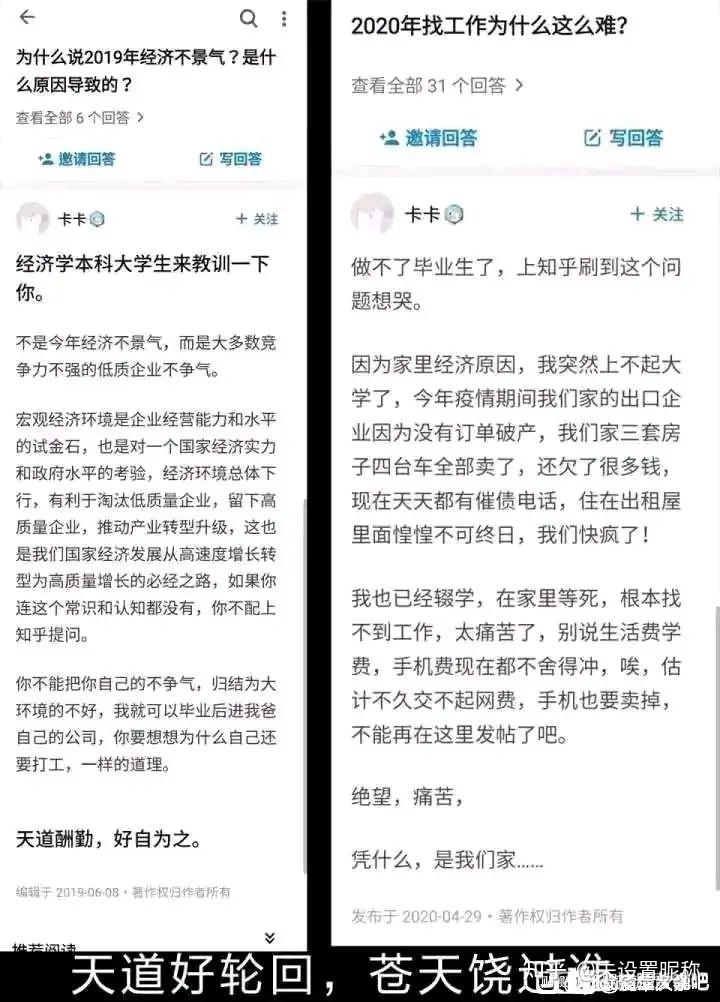 为什么说2019年经济不景气？是什
么原因导致的？
查看全部 6 个回答
邀请回答
写回答
卡卡
+ 关注
经济学本科大学生来教训一下
你。
不是今年经济不景气，而是大多数竞
争力不强的低质企业不争气。
宏观经济环境是企业经营能力和水平
的试金石，也是对一个国家经济实力
和政府水平的考验，经济环境总体下
行，有利于淘汰低质量企业，留下高
质量企业，推动产业转型升级，这也
是我们国家经济发展从高速度增长转
型为高质量增长的必经之路，如果你
连这个常识和认知都没有，你不配上
知乎提问。
你不能把你自己的不争气，归结为大
环境的不好，我就可以毕业后进我爸
自己的公司，你要想想为什么自己还
要打工，一样的道理。
天道酬勤，好自为之。
编辑于 2019-06-08・著作权归作者所有
推荐阅读
2020年找工作为什么这么难？
查看全部 31 个回答
邀请回答
写回答
卡卡
+ 关注
做不了毕业生了，上知乎刷到这个问
题想哭。
因为家里经济原因，我突然上不起大
学了，今年疫情期间我们家的出口企
业因为没有订单破产，我们家三套房
子四台车全部卖了，还欠了很多钱，
现在天天都有催债电话，住在出租屋
里面惶惶不可终日，我们快疯了！
我也已经辍学，在家里等死，根本找
不到工作，太痛苦了，别说生活费学
费，手机费现在都不舍得冲，唉，估
计不久交不起网费，手机也要卖掉，
不能再在这里发帖了吧。
绝望，痛苦，
凭什么，是我们家……
发布于 2020-04-29・著作权归作者所有
天道好轮回，苍天饶过谁
知乎 @未设置昵称